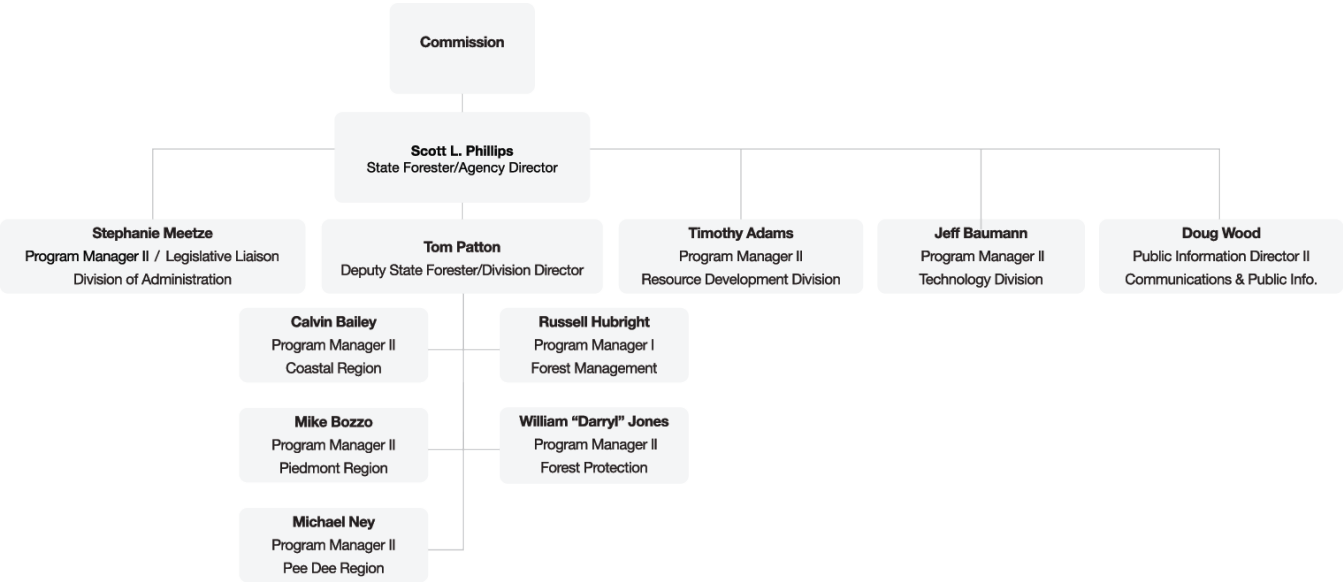 Commission
Scott L. Phillips
State Forester/Agency Director
Stephanie Meetze
Program Manager II / Legislative Liaison
Division of Administration
Tom Patton
Deputy State Forester/Division Director
Timothy Adams
Program Manager II
Resource Development Division
Jeff Baumann
Program Manager II
Technology Division
Doug Wood
Public Information Director II
Communications & Public Info.
Calvin Bailey
Program Manager II
Coastal Region
Russell Hubright
Program Manager I
Forest Management
Mike Bozzo
Program Manager II
Piedmont Region
William “Darryl” Jones
Program Manager II
Forest Protection
Michael Ney
Program Manager II
Pee Dee Region